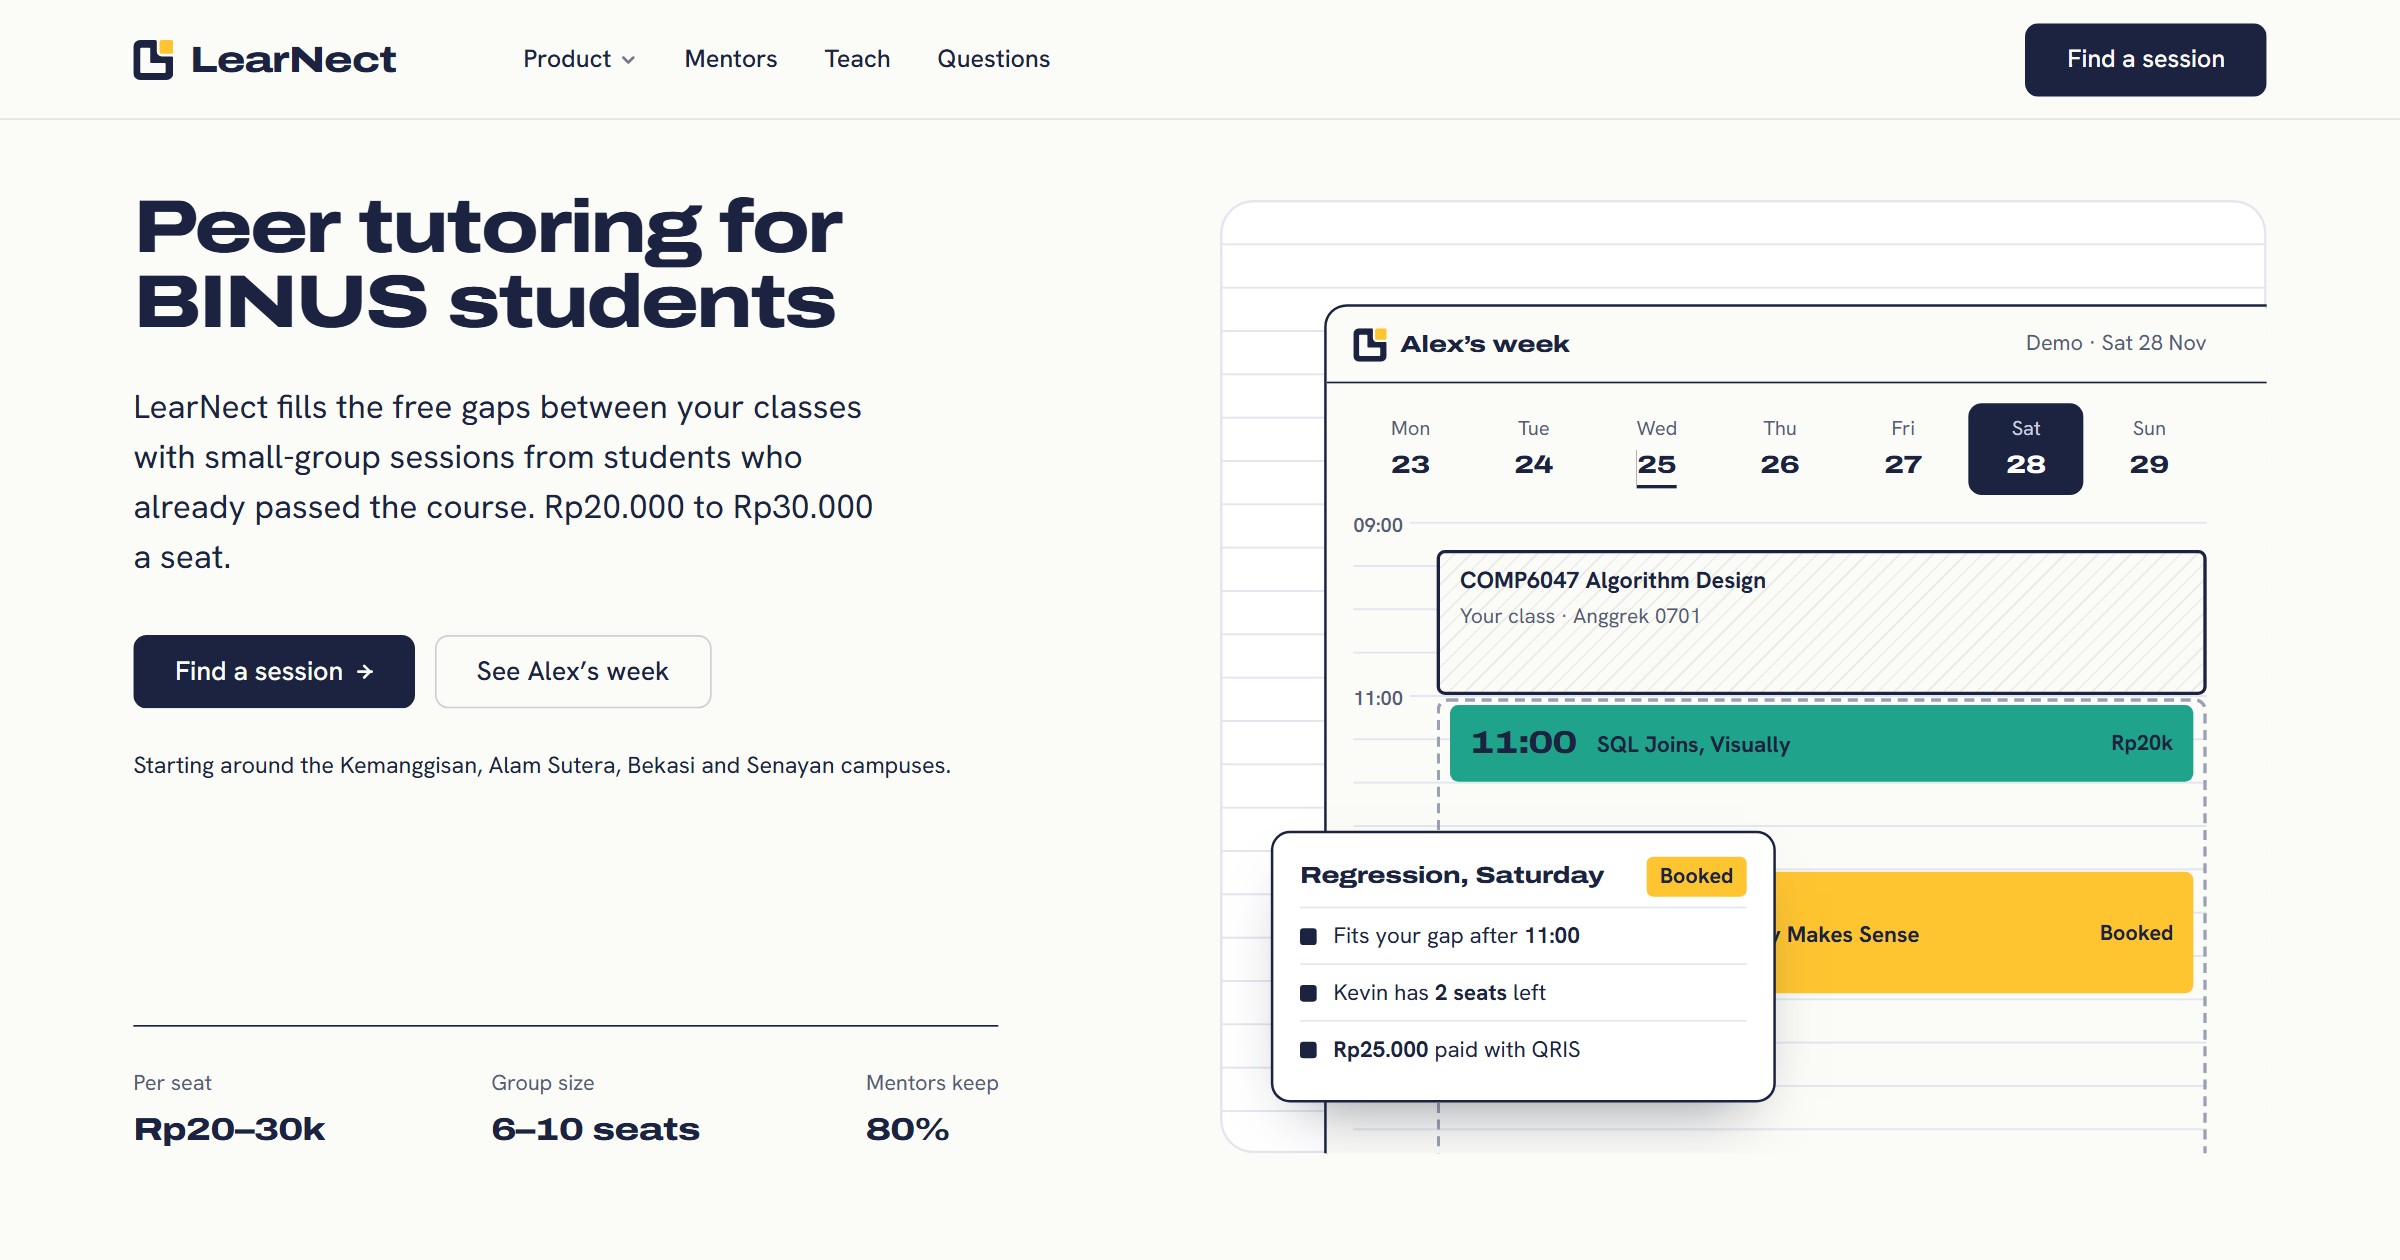 LearNect
Product
Mentors
Teach
Questions
Find a session
Peer tutoring for
BINUS students
LearNect fills the free gaps between your classes
with small-group sessions from students who
already passed the course. Rp20.000 to Rp30.000
a seat.
Find a session →
See Alex’s week
Starting around the Kemanggisan, Alam Sutera, Bekasi and Senayan campuses.
Per seat
Rp20–30k
Group size
6–10 seats
Mentors keep
80%
Alex’s week
Demo · Sat 28 Nov
Mon Tue Wed Thu Fri Sat Sun
23 24 25 26 27 28 29
09:00
COMP6047 Algorithm Design
Your class · Anggrek 0701
11:00
11:00 SQL Joins, Visually Rp20k
Makes Sense Booked
Regression, Saturday Booked
Fits your gap after 11:00
Kevin has 2 seats left
Rp25.000 paid with QRIS